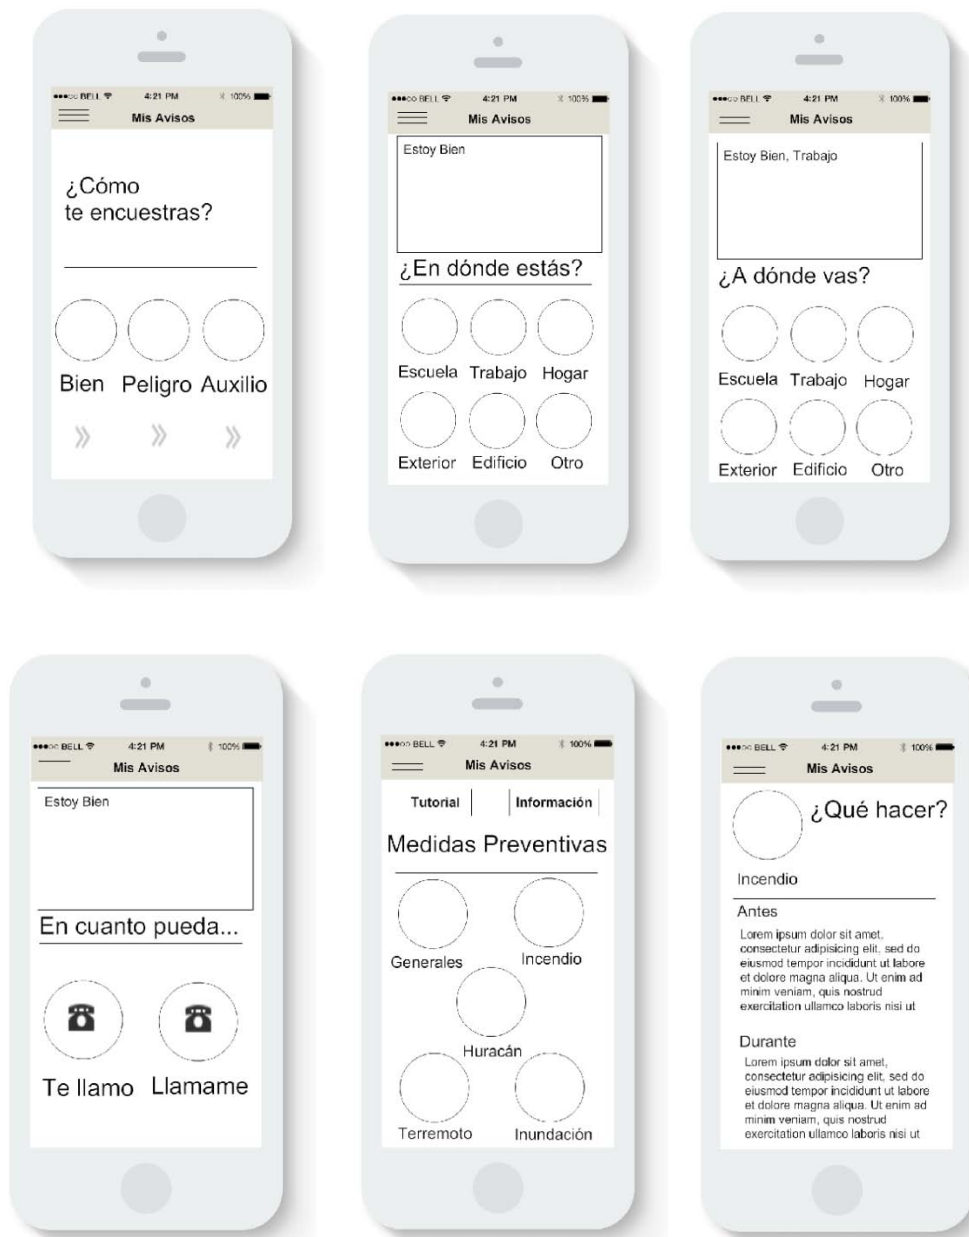 BELL 4:21 PM 100%
Mis Avisos
¿Cómo
te encuestras?
Bien Peligro Auxilio
BELL 4:21 PM 100%
Mis Avisos
Estoy Bien
¿En dónde estás?
Escuela Trabajo Hogar
Exterior Edificio Otro
BELL 4:21 PM 100%
Mis Avisos
Estoy Bien, Trabajo
¿A dónde vas?
Escuela Trabajo Hogar
Exterior Edificio Otro
BELL 4:21 PM 100%
Mis Avisos
Estoy Bien
En cuanto pueda...
Te llamo Llamame
BELL 4:21 PM 100%
Mis Avisos
Tutorial Información
Medidas Preventivas
Generales Incendio
Huracán
Terremoto Inundación
BELL 4:21 PM 100%
Mis Avisos
¿Qué hacer?
Incendio
Antes
Lorem ipsum dolor sit amet,
consectetur adipisicing elit, sed do
eiusmod tempor incididunt ut labore
et dolore magna aliqua. Ut enim ad
minim veniam, quis nostrud
exercitation ullamco laboris nisi ut
Durante
Lorem ipsum dolor sit amet,
consectetur adipisicing elit, sed do
eiusmod tempor incididunt ut labore
et dolore magna aliqua. Ut enim ad
minim veniam, quis nostrud
exercitation ullamco laboris nisi ut